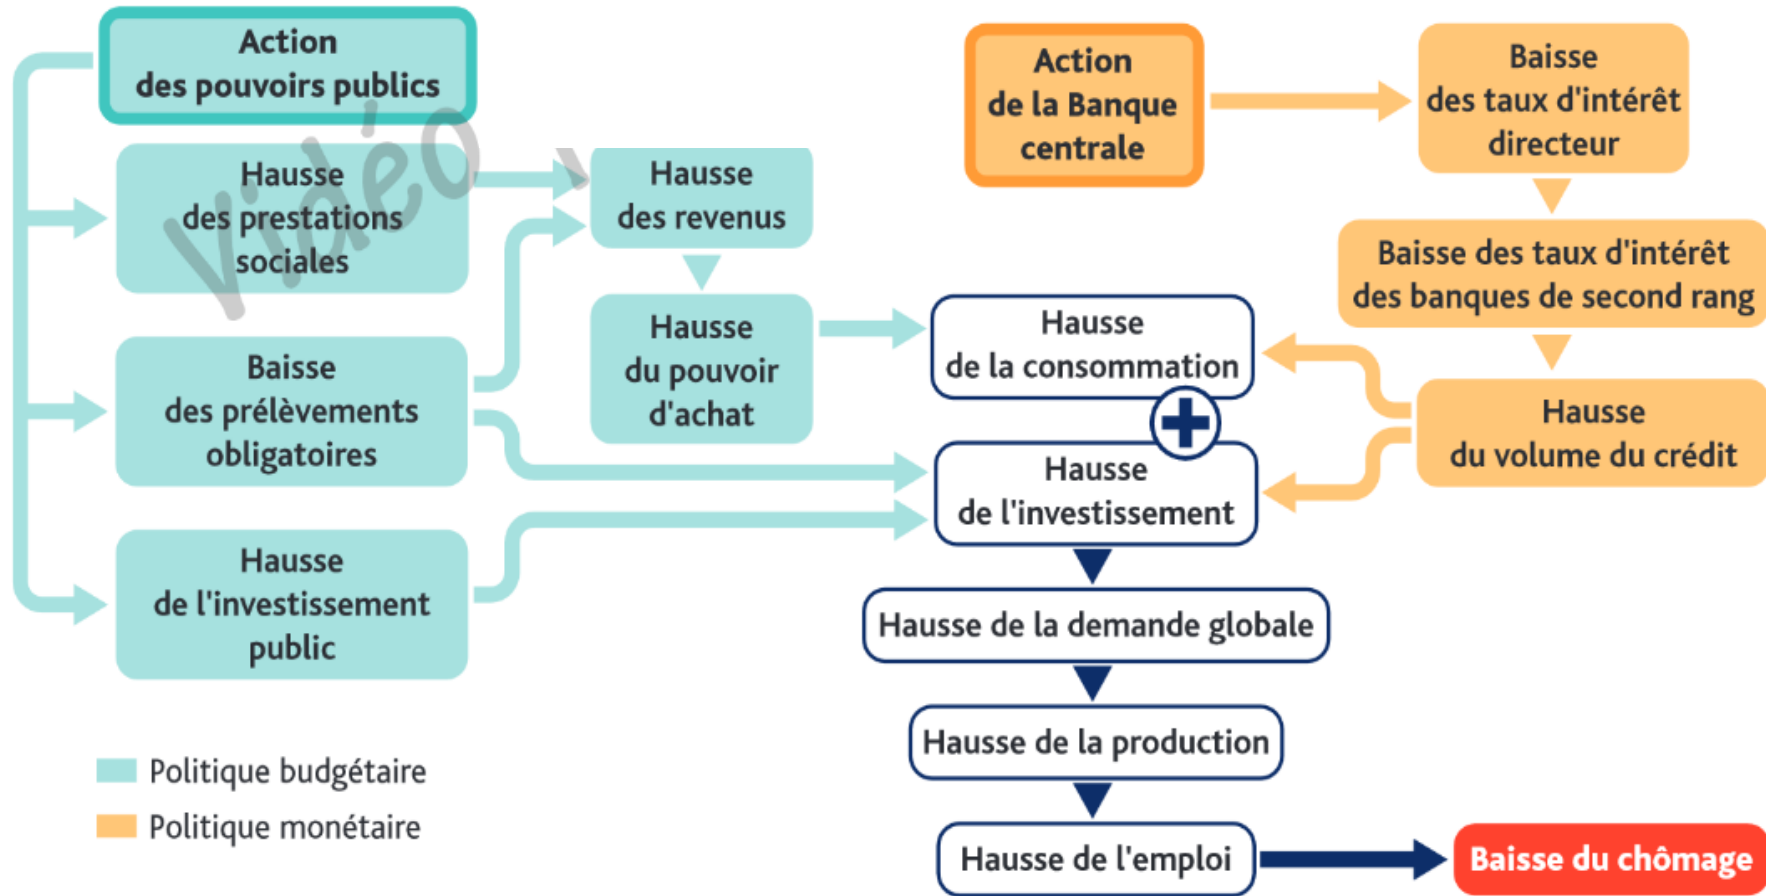 Action
des pouvoirs publics
Hausse
des prestations
sociales
Baisse
des prélèvements
obligatoires
Hausse
de l'investissement
public
Hausse
des revenus
Hausse
du pouvoir
d'achat
Action
de la Banque
centrale
Baisse
des taux d'intérêt
directeur
Baisse des taux d'intérêt
des banques de second rang
Hausse
du volume du crédit
Hausse
de la consommation
+
Hausse
de l'investissement
Hausse de la demande globale
Hausse de la production
Hausse de l'emploi
Baisse du chômage
Politique budgétaire
Politique monétaire
Vidéo